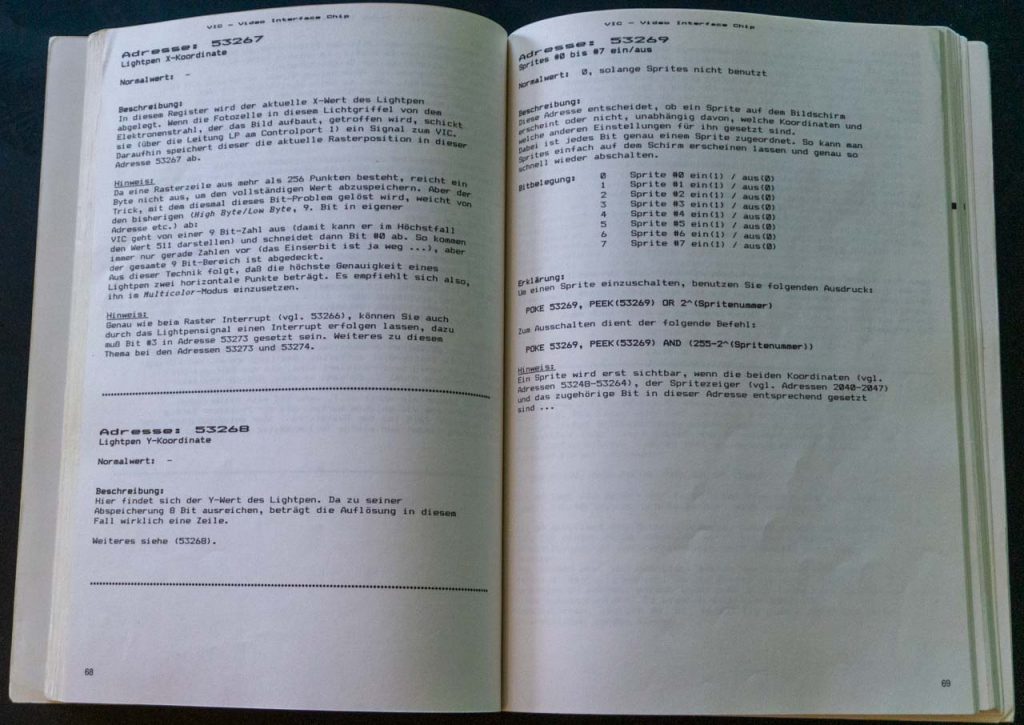 VIC - Video Interface Chip
Adresse: 53267
Lightpen X-Koordinate
Normalwert: -
Beschreibung:
In diesem Register wird der aktuelle X-Wert des Lightpen
abgelegt. Wenn die Fotozelle in diesem Lichtgriffel von dem
Elektronenstrahl, der das Bild aufbaut, getroffen wird, schickt
sie (über die Leitung LP am Controlport 1) ein Signal zum VIC.
Daraufhin speichert dieser die aktuelle Rasterposition in dieser
Adresse 53267 ab.
Hinweis:
Da eine Rasterzeile aus mehr als 256 Punkten besteht, reicht ein
Byte nicht aus, um den vollständigen Wert abzuspeichern. Aber der
Trick, mit dem diesmal dieses Bit-Problem gelöst wird, weicht von
den bisherigen (High Byte/Low Byte, 9. Bit in eigener
Adresse etc.) ab:
VIC geht von einer 9 Bit-Zahl aus (damit kann er im Höchstfall
den Wert 511 darstellen) und schneidet dann Bit #0 ab. So kommen
immer nur gerade Zahlen vor (das Einserbit ist ja weg ...), aber
der gesamte 9 Bit-Bereich ist abgedeckt.
Aus dieser Technik folgt, daß die höchste Genauigkeit eines
Lightpen zwei horizontale Punkte beträgt. Es empfiehlt sich also,
ihn im Multicolor-Modus einzusetzen.
Hinweis:
Genau wie beim Raster Interrupt (vgl. 53266), können Sie auch
durch das Lightpensignal einen Interrupt erfolgen lassen, dazu
muß Bit #3 in Adresse 53273 gesetzt sein. Weiteres zu diesem
Thema bei den Adressen 53273 und 53274.
Adresse: 53268
Lightpen Y-Koordinate
Normalwert: -
Beschreibung:
Hier findet sich der Y-Wert des Lightpen. Da zu seiner
Abspeicherung 8 Bit ausreichen, beträgt die Auflösung in diesem
Fall wirklich eine Zeile.
Weiteres siehe (53268).
68
VIC - Video Interface Chip
Adresse: 53269
Sprites #0 bis #7 ein/aus
Normalwert: 0, solange Sprites nicht benutzt
Beschreibung:
Diese Adresse entscheidet, ob ein Sprite auf dem Bildschirm
erscheint oder nicht, unabhängig davon, welche Koordinaten und
welche anderen Einstellungen für ihn gesetzt sind.
Dabei ist jedes Bit genau einem Sprite zugeordnet. So kann man
Sprites einfach auf dem Schirm erscheinen lassen und genau so
schnell wieder abschalten.
Bitbelegung: 0 Sprite #0 ein(1) / aus(0)
1 Sprite #1 ein(1) / aus(0)
2 Sprite #2 ein(1) / aus(0)
3 Sprite #3 ein(1) / aus(0)
4 Sprite #4 ein(1) / aus(0)
5 Sprite #5 ein(1) / aus(0)
6 Sprite #6 ein(1) / aus(0)
7 Sprite #7 ein(1) / aus(0)
Erklärung:
Um einen Sprite einzuschalten, benutzen Sie folgenden Ausdruck:
POKE 53269, PEEK(53269) OR 2^(Spritenummer)
Zum Ausschalten dient der folgende Befehl:
POKE 53269, PEEK(53269) AND (255-2^(Spritenummer))
Hinweis:
Ein Sprite wird erst sichtbar, wenn die beiden Koordinaten (vgl.
Adressen 53248-53264), der Spritezeiger (vgl. Adressen 2040-2047)
und das zugehörige Bit in dieser Adresse entsprechend gesetzt
sind ...
69